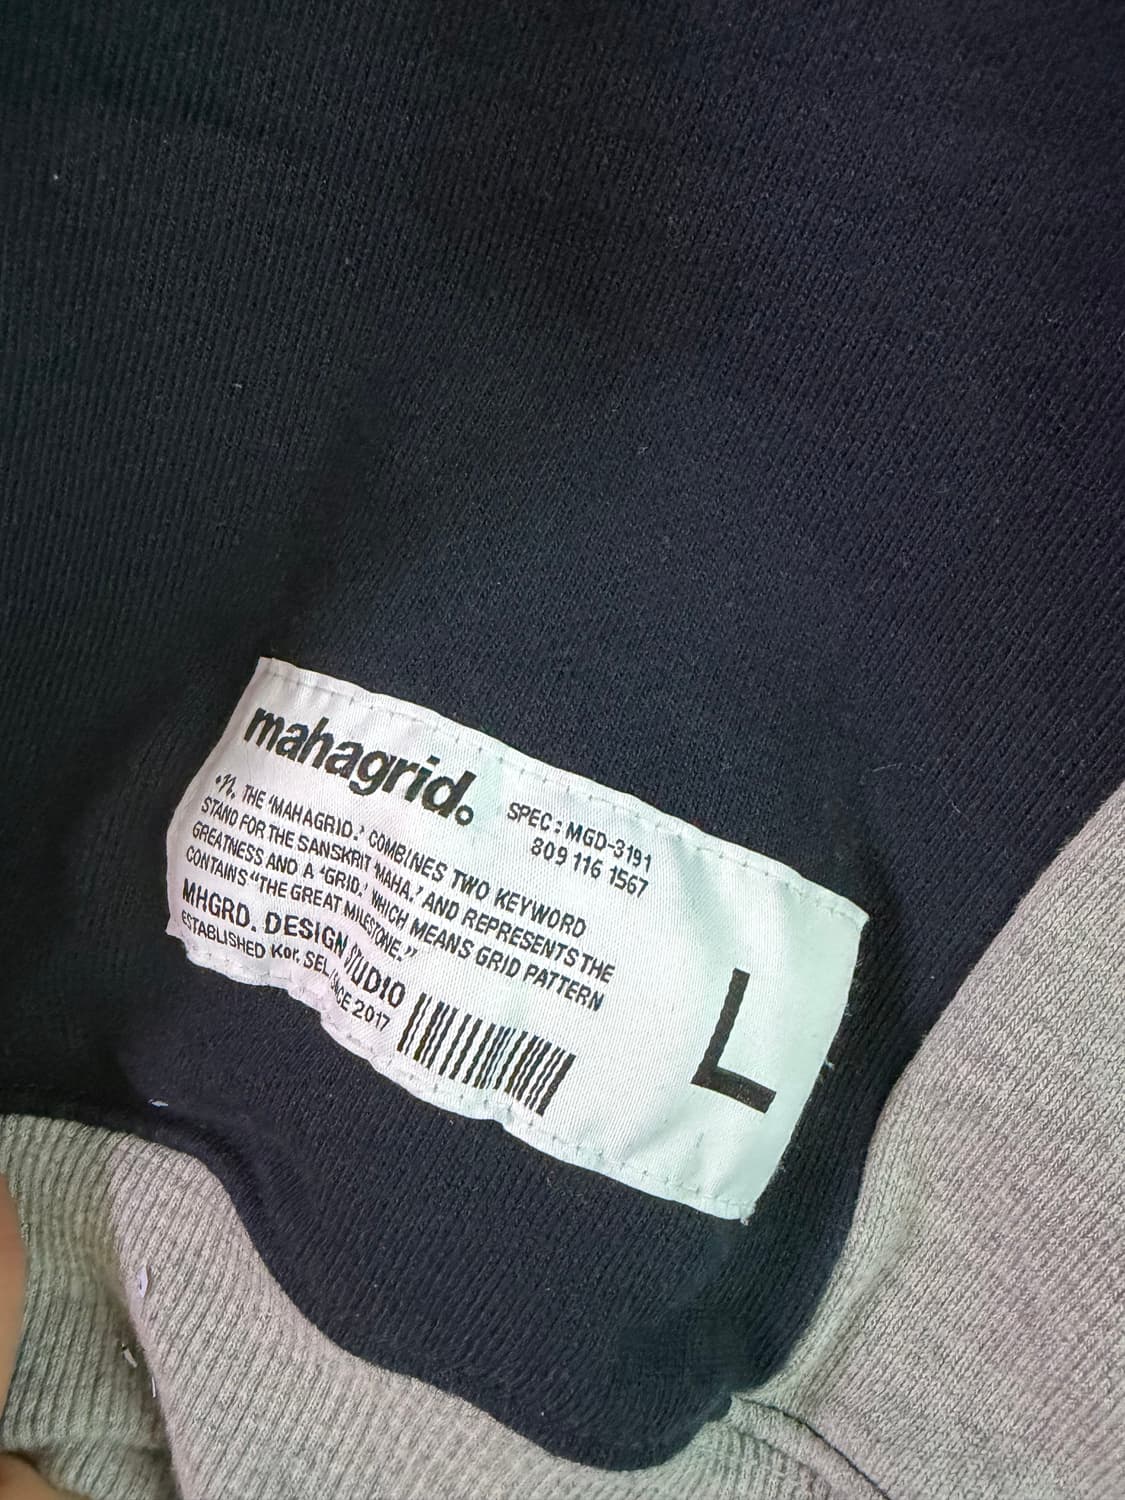 mahagrid.
SPEC : MGD-3191
809 116 1567
•n. THE ‘MAHAGRID.’ COMBINES TWO KEYWORD
STAND FOR THE SANSKRIT ‘MAHA.’ AND REPRESENTS THE
GREATNESS AND A ‘GRID.’ WHICH MEANS GRID PATTERN
CONTAINS “THE GREAT MILESTONE.”
MHGRD. DESIGN STUDIO
ESTABLISHED Kor. SEL / SINCE 2017
L